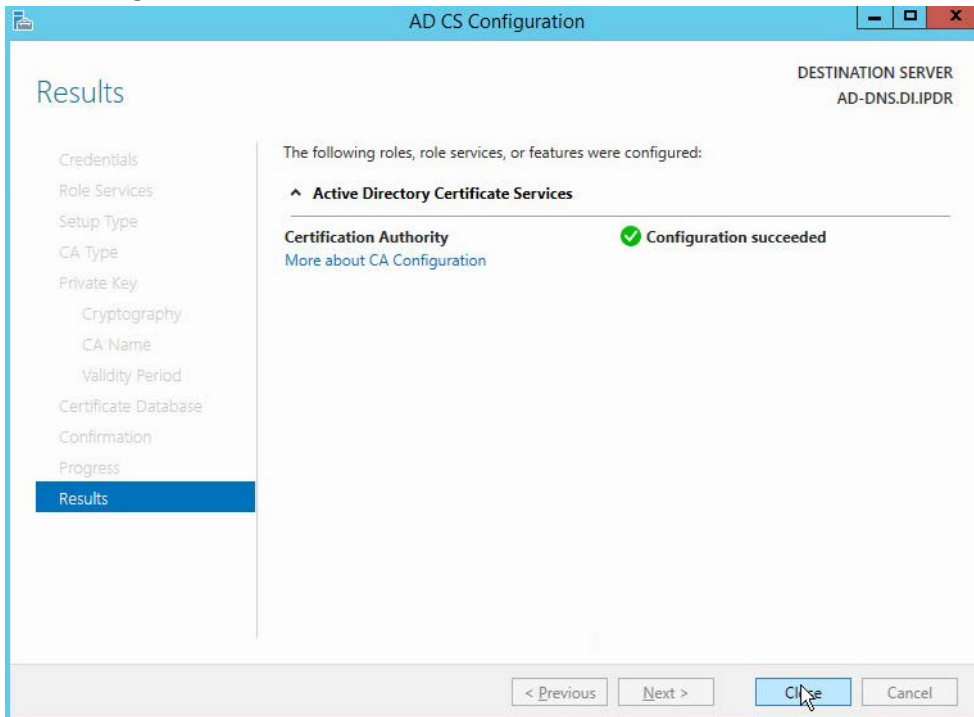 AD CS Configuration
DESTINATION SERVER
AD-DNS.DI.IPDR
Results
Credentials
Role Services
Setup Type
CA Type
Private Key
Cryptography
CA Name
Validity Period
Certificate Database
Confirmation
Progress
Results
The following roles, role services, or features were configured:
Active Directory Certificate Services
Certification Authority
Configuration succeeded
More about CA Configuration
< Previous
Next >
Close
Cancel